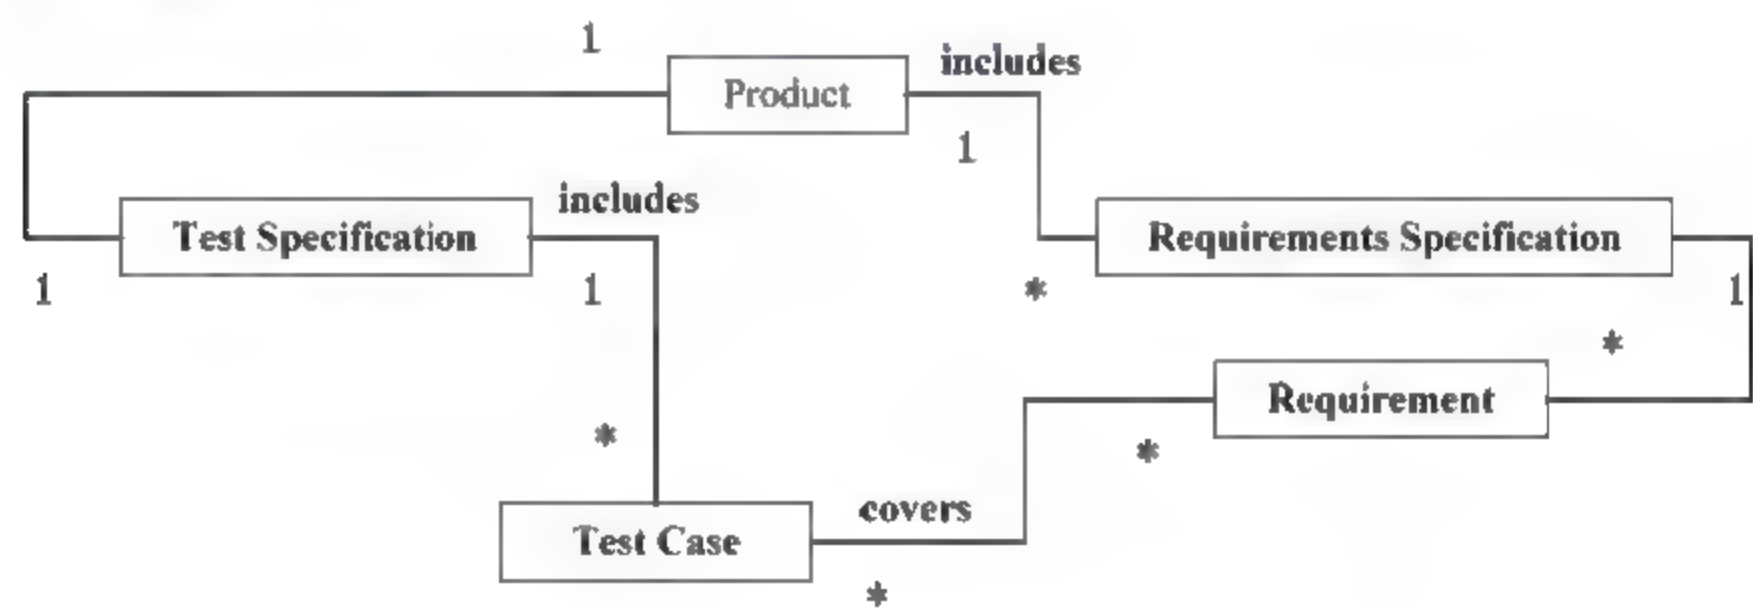 1
includes
Product
1
includes
Test Specification
Requirements Specification
1
1
*
1
*
Requirement
*
*
covers
Test Case
*